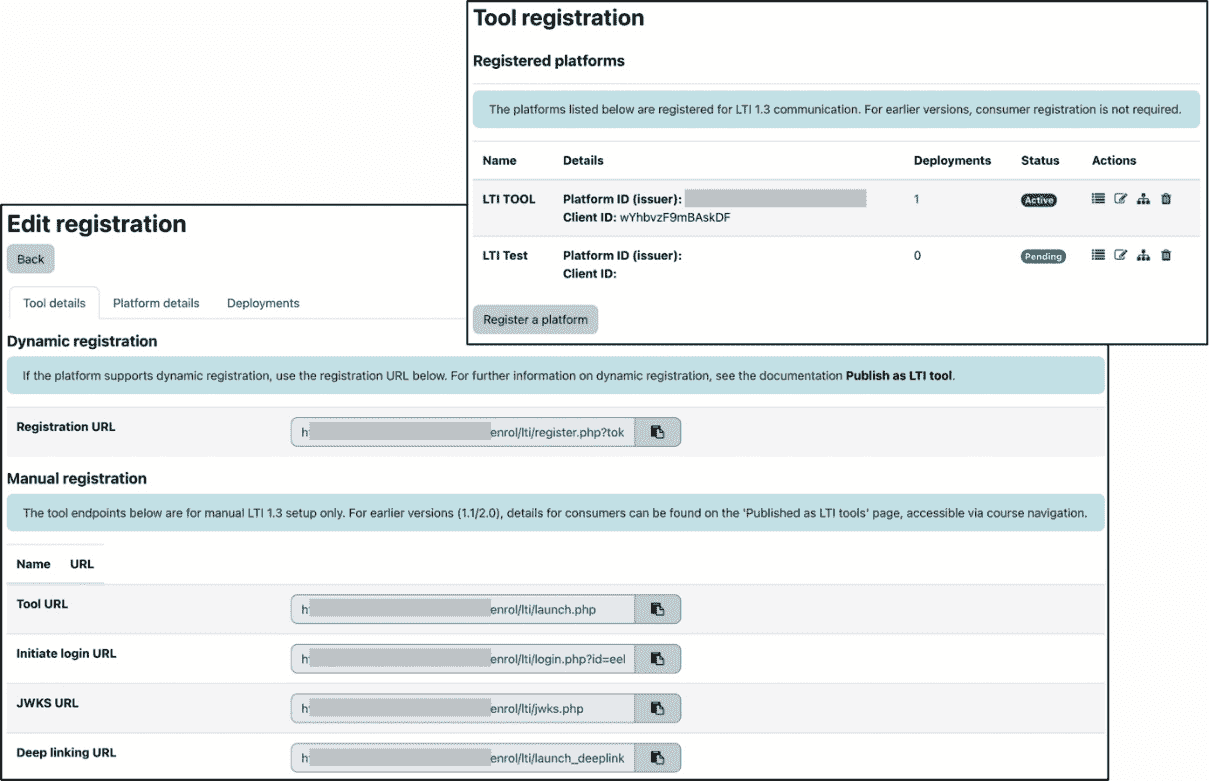 Tool registration
Registered platforms
The platforms listed below are registered for LTI 1.3 communication. For earlier versions, consumer registration is not required.
Name Details Deployments Status Actions
LTI TOOL Platform ID (issuer): 1 Active
Client ID: wYhbvzF9mBAskDF
LTI Test Platform ID (issuer): 0 Pending
Client ID:
Register a platform
Edit registration
Back
Tool details Platform details Deployments
Dynamic registration
If the platform supports dynamic registration, use the registration URL below. For further information on dynamic registration, see the documentation Publish as LTI tool.
Registration URL h enrol/lti/register.php?tok
Manual registration
The tool endpoints below are for manual LTI 1.3 setup only. For earlier versions (1.1/2.0), details for consumers can be found on the 'Published as LTI tools' page, accessible via course navigation.
Name URL
Tool URL h enrol/lti/launch.php
Initiate login URL h enrol/lti/login.php?id=eel
JWKS URL h enrol/lti/jwks.php
Deep linking URL h enrol/lti/launch_deeplink